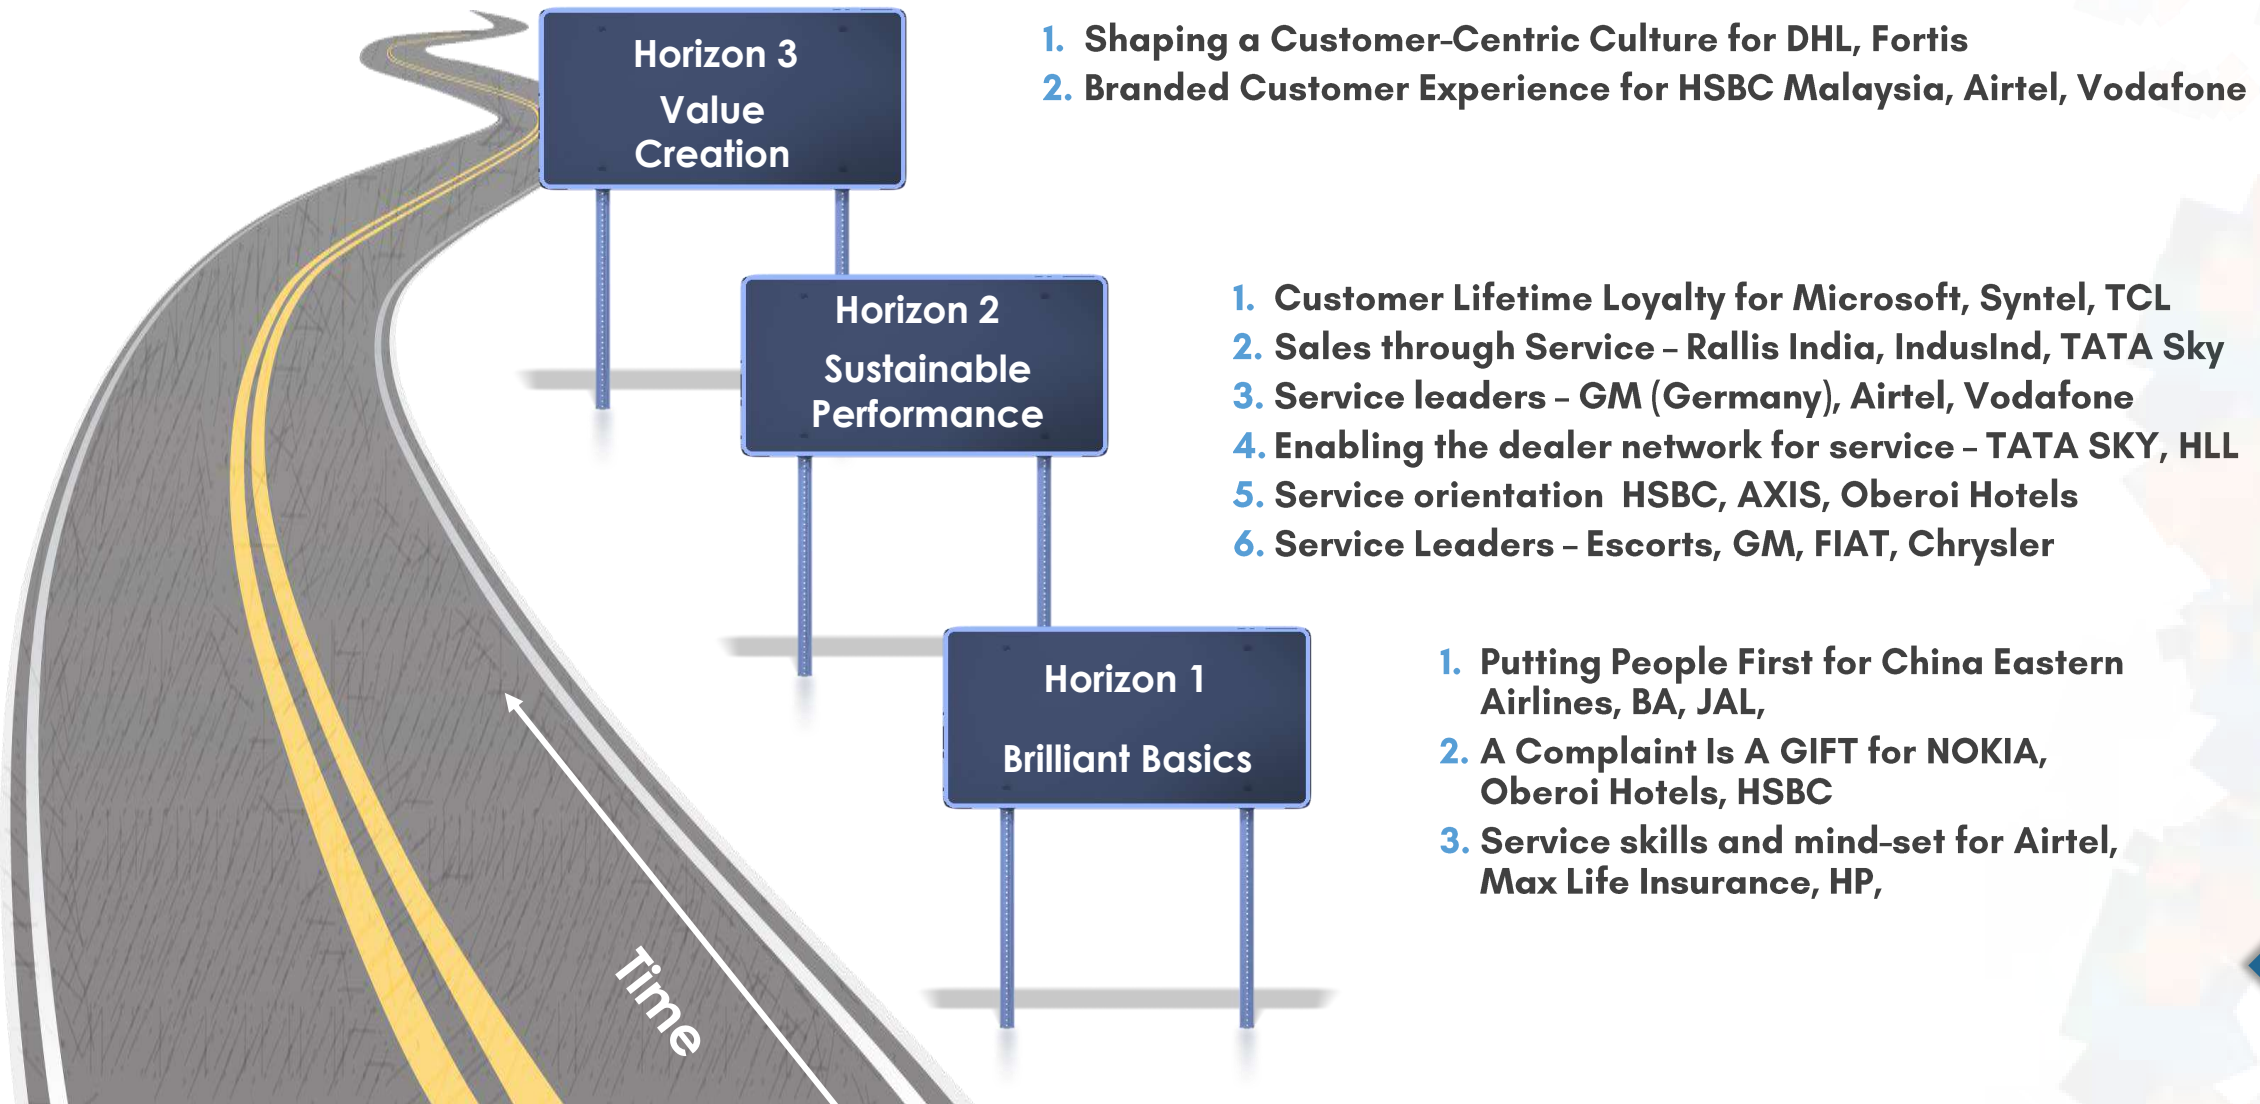 Horizon 3
Value
Creation
1. Shaping a Customer-Centric Culture for DHL, Fortis
2. Branded Customer Experience for HSBC Malaysia, Airtel, Vodafone
Horizon 2
Sustainable
Performance
1. Customer Lifetime Loyalty for Microsoft, Syntel, TCL
2. Sales through Service – Rallis India, IndusInd, TATA Sky
3. Service leaders – GM (Germany), Airtel, Vodafone
4. Enabling the dealer network for service – TATA SKY, HLL
5. Service orientation  HSBC, AXIS, Oberoi Hotels
6. Service Leaders – Escorts, GM, FIAT, Chrysler
Horizon 1
Brilliant Basics
1. Putting People First for China Eastern
Airlines, BA, JAL,
2. A Complaint Is A GIFT for NOKIA,
Oberoi Hotels, HSBC
3. Service skills and mind-set for Airtel,
Max Life Insurance, HP,
Time